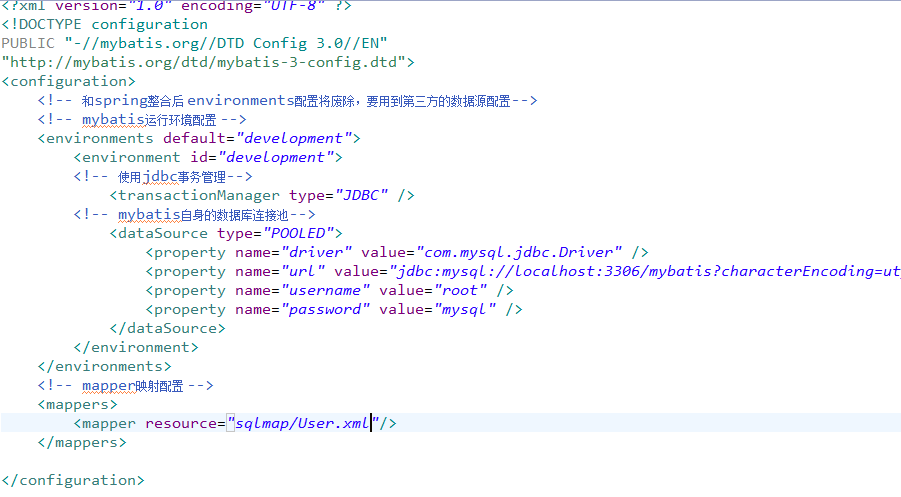 <?xml version="1.0" encoding="UTF-8" ?>
<!DOCTYPE configuration
PUBLIC "-//mybatis.org//DTD Config 3.0//EN"
"http://mybatis.org/dtd/mybatis-3-config.dtd">
<configuration>
<!-- 和spring整合后 environments配置将废除，要用到第三方的数据源配置-->
<!-- mybatis运行环境配置 -->
<environments default="development">
<environment id="development">
<!-- 使用jdbc事务管理-->
<transactionManager type="JDBC" />
<!-- mybatis自身的数据库连接池-->
<dataSource type="POOLED">
<property name="driver" value="com.mysql.jdbc.Driver" />
<property name="url" value="jdbc:mysql://localhost:3306/mybatis?characterEncoding=ut
<property name="username" value="root" />
<property name="password" value="mysql" />
</dataSource>
</environment>
</environments>
<!-- mapper映射配置 -->
<mappers>
<mapper resource="sqlmap/User.xml"/>
</mappers>
</configuration>